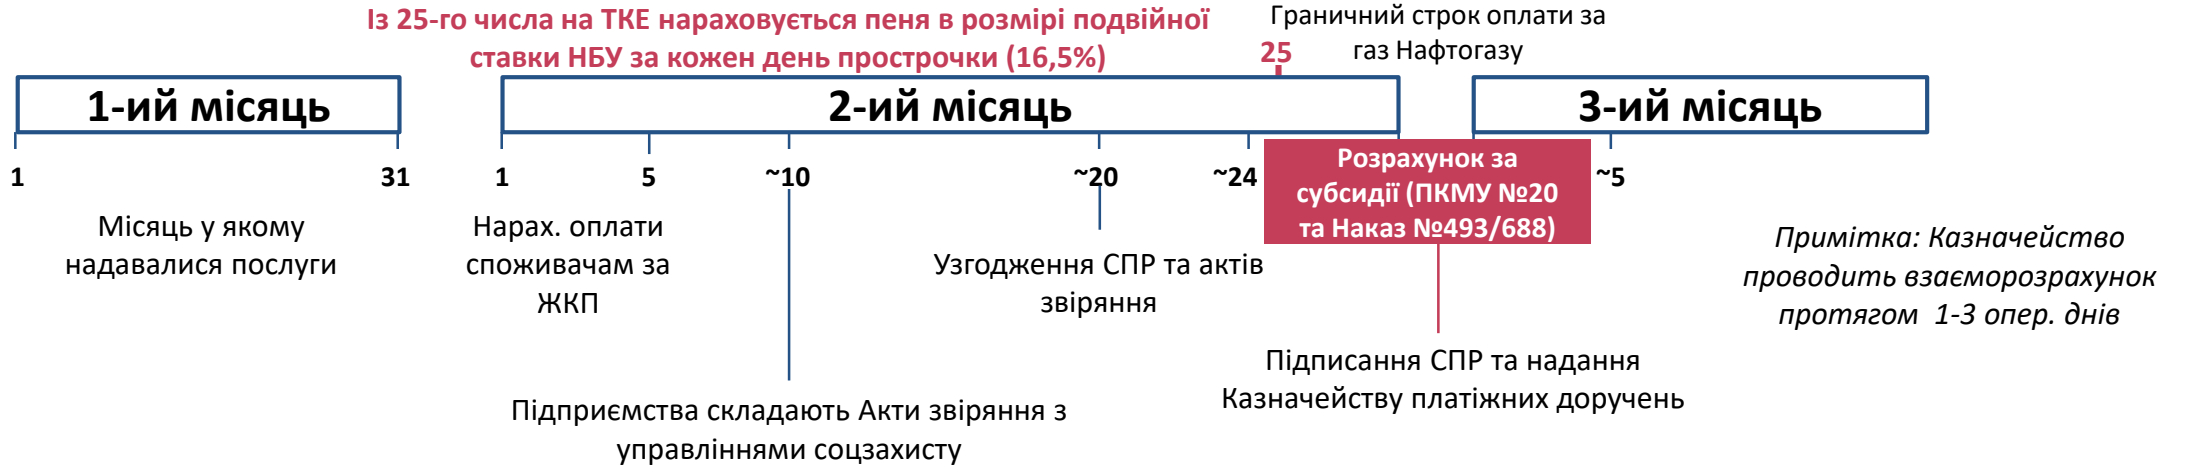 Із 25-го числа на ТКЕ нараховується пеня в розмірі подвійної
ставки НБУ за кожен день прострочки (16,5%)
25
Граничний строк оплати за
газ Нафтогазу
1-ий місяць
2-ий місяць
3-ий місяць
1
31
1
5
~10
~20
~24
Розрахунок за
субсидії (ПКМУ №20
та Наказ №493/688)
~5
Місяць у якому
надавалися послуги
Нарах. оплати
споживачам за
ЖКП
Узгодження СПР та актів
звіряння
Примітка: Казначейство
проводить взаєморозрахунок
протягом 1-3 опер. днів
Підприємства складають Акти звіряння з
управліннями соцзахисту
Підписання СПР та надання
Казначейству платіжних доручень